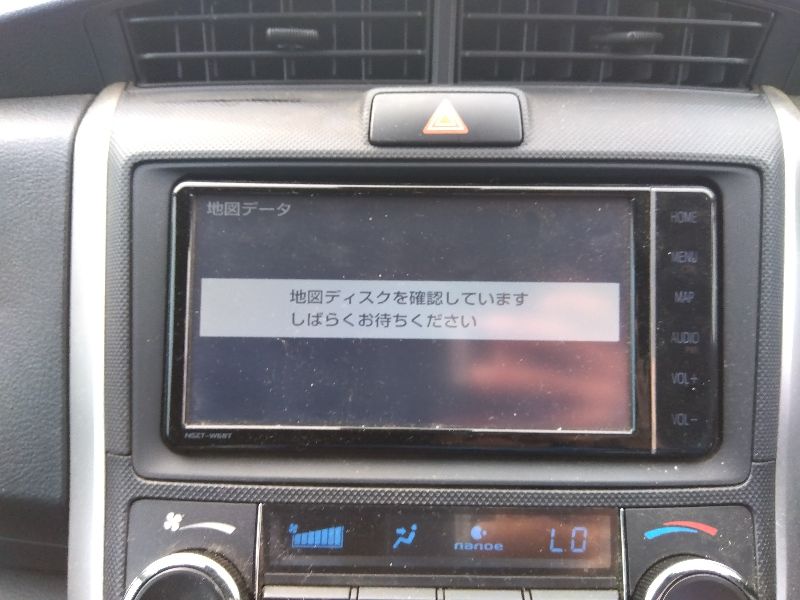 地図データ
地図ディスクを確認しています
しばらくお待ちください
HOME
MENU
MAP
AUDIO
VOL+
VOL-
NSZT-W68T
nanoe
LO